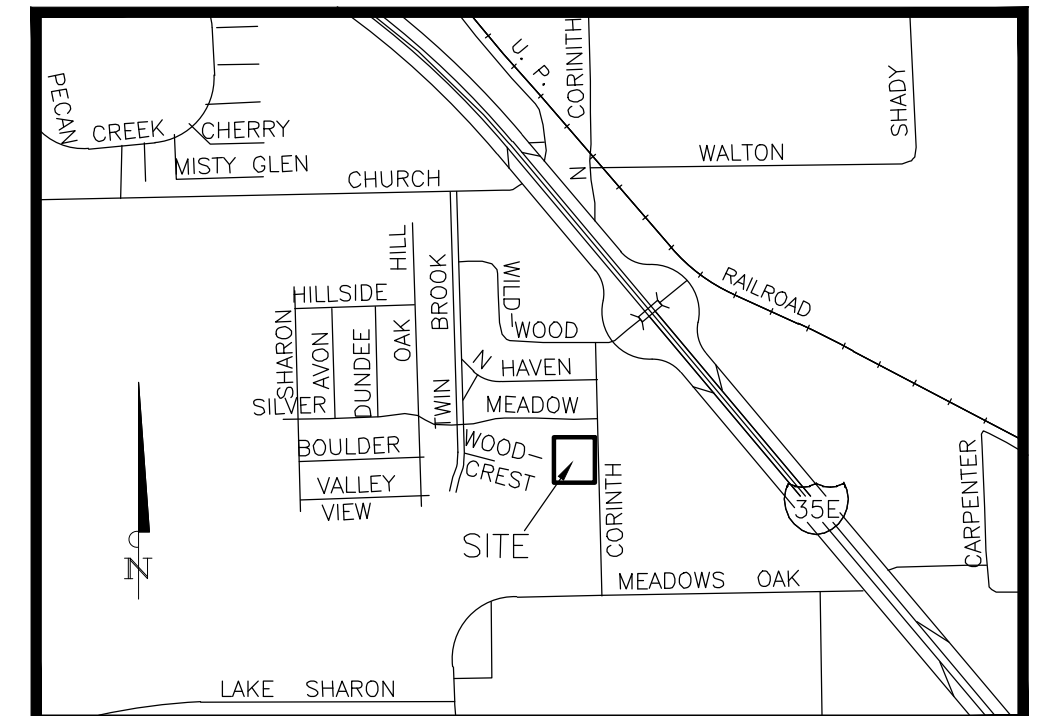 U. P.
N CORINITH
SHADY
PECAN
CREEK
CHERRY
MISTY GLEN
WALTON
CHURCH
RAILROAD
HILLSIDE
SHARON
AVON
DUNDEE
OAK HILL
TWIN BROOK
WILD-
WOOD
N HAVEN
SILVER
MEADOW
BOULDER
WOOD-
CREST
VALLEY
VIEW
CORINTH
SITE
35E
CARPENTER
N
MEADOWS OAK
LAKE SHARON